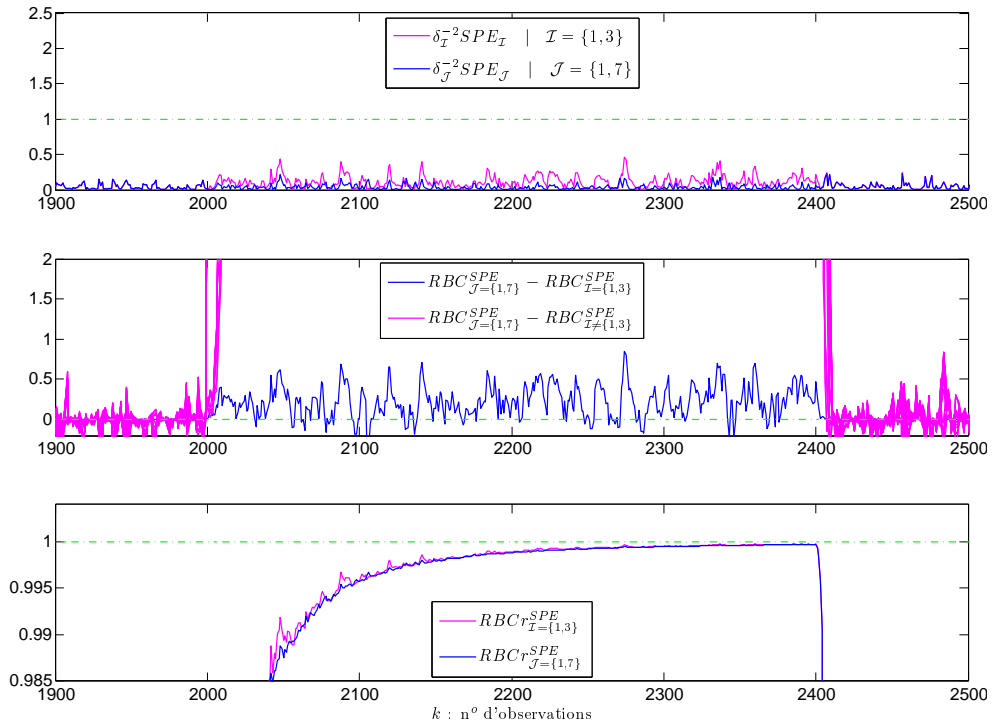 2.5
2
1.5
1
0.5
0
δ_I^{-2}SPE_I | I = {1,3}
δ_J^{-2}SPE_J | J = {1,7}
1900 2000 2100 2200 2300 2400 2500
2
1.5
1
0.5
0
RBC^{SPE}_{J={1,7}} − RBC^{SPE}_{I={1,3}}
RBC^{SPE}_{J={1,7}} − RBC^{SPE}_{I≠{1,3}}
1900 2000 2100 2200 2300 2400 2500
1
0.995
0.99
0.985
RBCr^{SPE}_{I={1,3}}
RBCr^{SPE}_{J={1,7}}
1900 2000 2100 2200 2300 2400 2500
k : nº d'observations